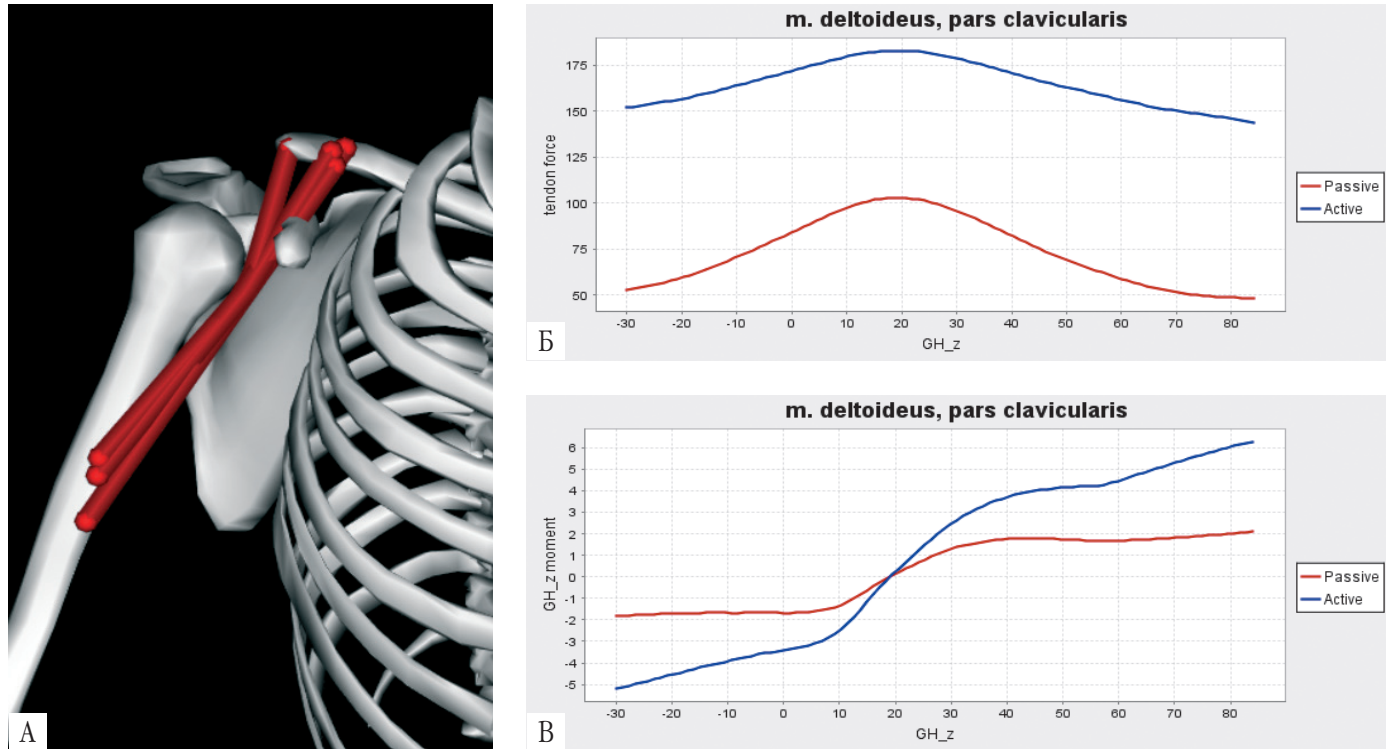 А
m. deltoideus, pars clavicularis
175
150
125
100
75
50
tendon force
-30 -20 -10 0 10 20 30 40 50 60 70 80
GH_z
Passive
Active
Б
m. deltoideus, pars clavicularis
6
5
4
3
2
1
0
-1
-2
-3
-4
-5
GH_z moment
-30 -20 -10 0 10 20 30 40 50 60 70 80
GH_z
Passive
Active
В